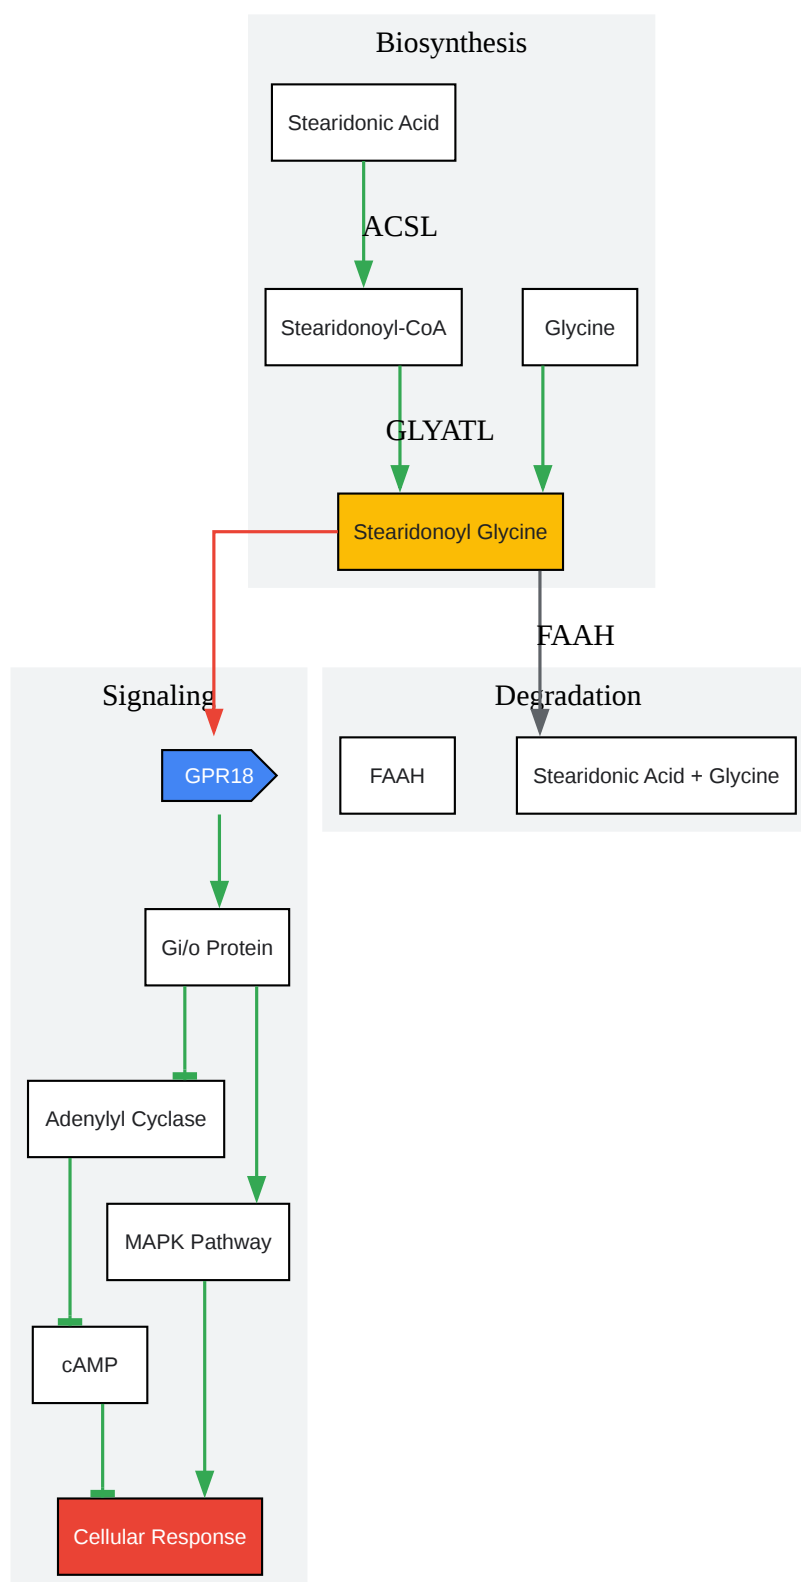 Biosynthesis
Stearidonic Acid
ACSL
Stearidonoyl-CoA
Glycine
GLYATL
Stearidonoyl Glycine
FAAH
Signaling
Degradation
GPR18
FAAH
Stearidonic Acid + Glycine
Gi/o Protein
Adenylyl Cyclase
MAPK Pathway
cAMP
Cellular Response